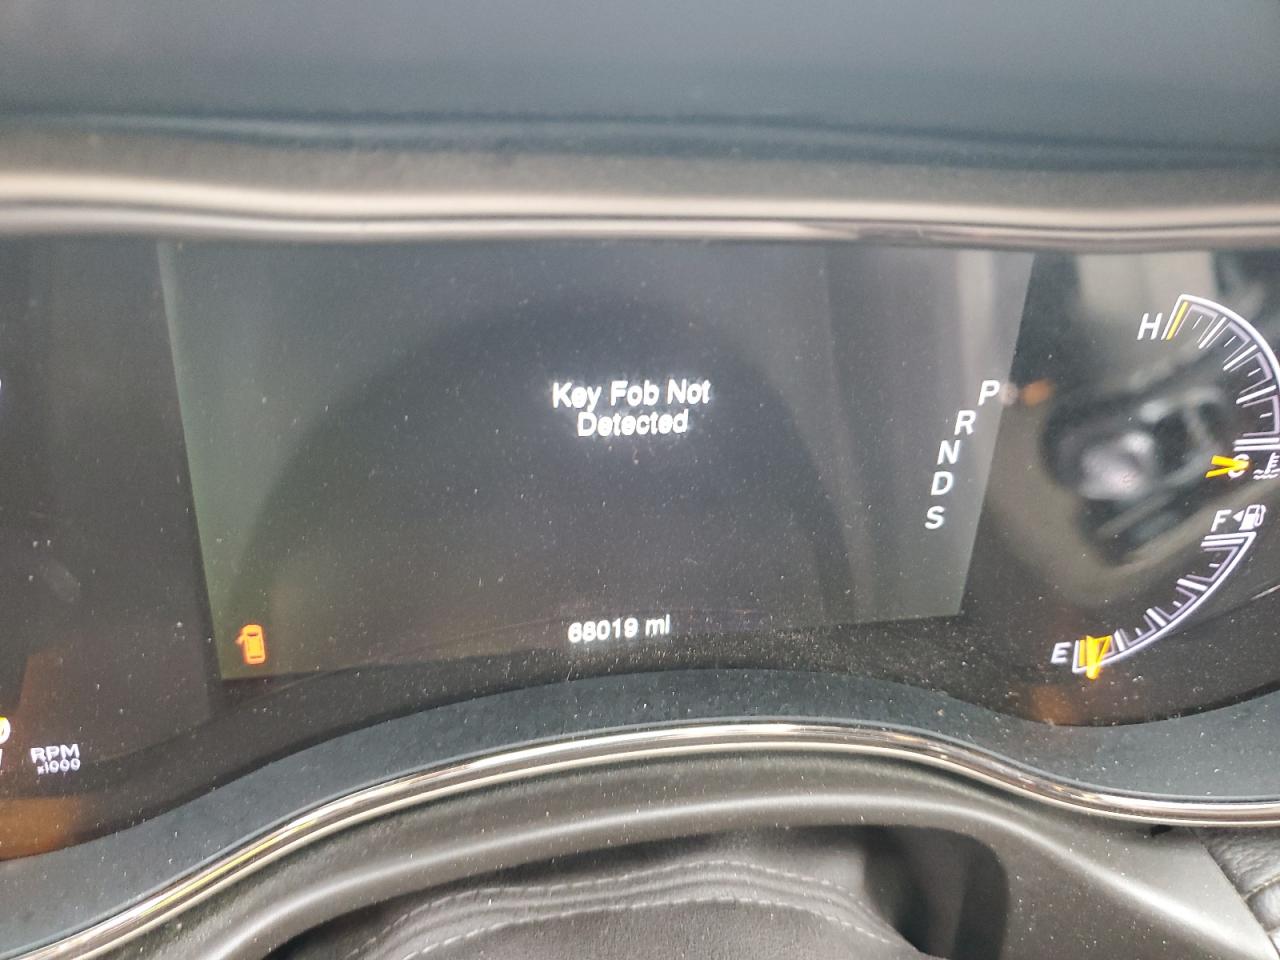 Key Fob Not
Detected
P
R
N
D
S
H
C
F
E
68019 mi
RPM
x1000